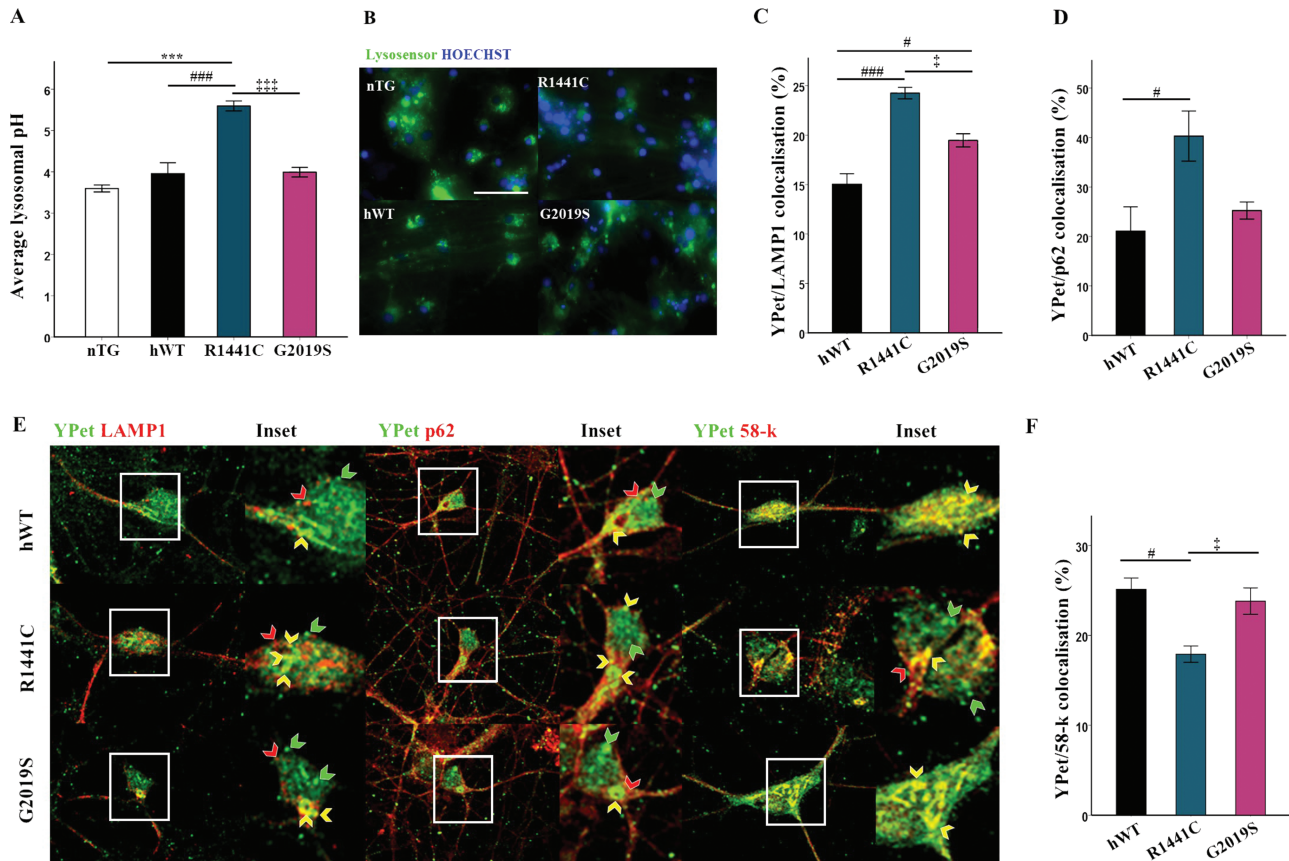 A
Average lysosomal pH
6
5
4
3
2
1
0
***
###
‡‡‡
nTG hWT R1441C G2019S
B
Lysosensor HOECHST
nTG
R1441C
hWT
G2019S
C
YPet/LAMP1 colocalisation (%)
25
20
15
10
5
0
#
###
‡
hWT R1441C G2019S
D
YPet/p62 colocalisation (%)
50
40
30
20
10
0
#
hWT R1441C G2019S
E
YPet LAMP1 Inset YPet p62 Inset YPet 58-k Inset
hWT
R1441C
G2019S
F
YPet/58-k colocalisation (%)
30
20
10
0
#
‡
hWT R1441C G2019S